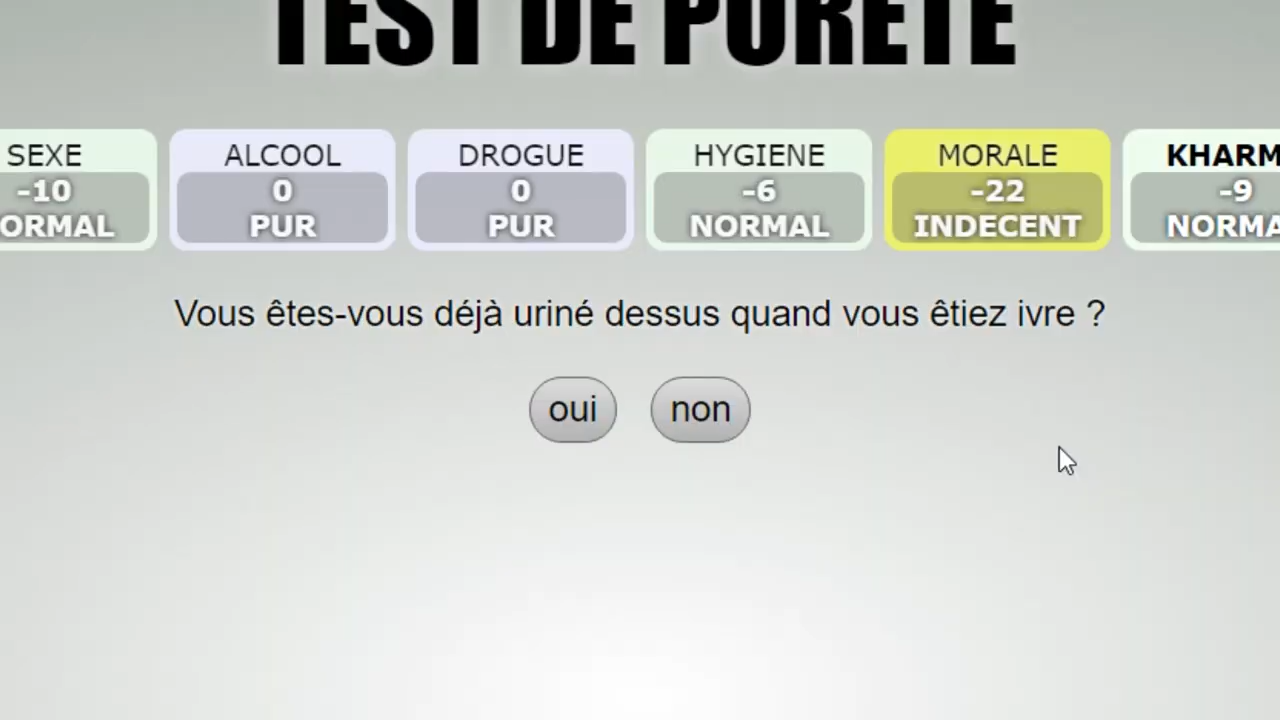 TEST DE PURETE
SEXE
-10
ORMAL
ALCOOL
0
PUR
DROGUE
0
PUR
HYGIENE
-6
NORMAL
MORALE
-22
INDECENT
KHARM
-9
NORMA
Vous êtes-vous déjà uriné dessus quand vous êtiez ivre ?
oui non